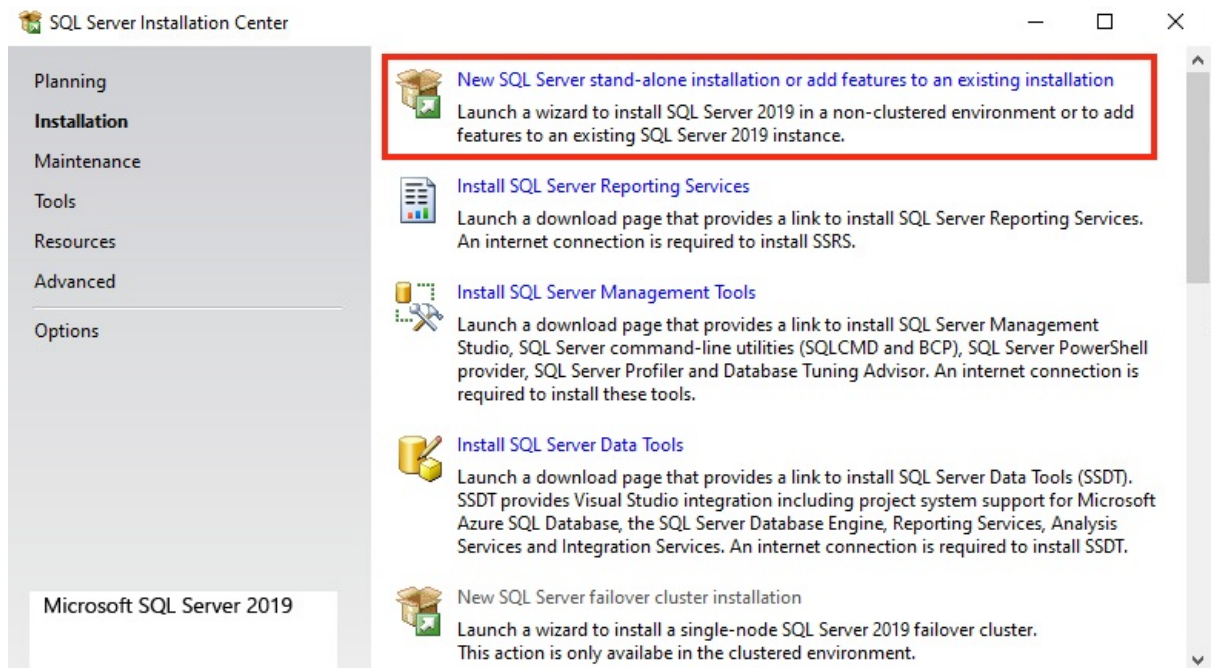 SQL Server Installation Center
Planning
Installation
Maintenance
Tools
Resources
Advanced
Options
Microsoft SQL Server 2019
New SQL Server stand-alone installation or add features to an existing installation
Launch a wizard to install SQL Server 2019 in a non-clustered environment or to add
features to an existing SQL Server 2019 instance.
Install SQL Server Reporting Services
Launch a download page that provides a link to install SQL Server Reporting Services.
An internet connection is required to install SSRS.
Install SQL Server Management Tools
Launch a download page that provides a link to install SQL Server Management
Studio, SQL Server command-line utilities (SQLCMD and BCP), SQL Server PowerShell
provider, SQL Server Profiler and Database Tuning Advisor. An internet connection is
required to install these tools.
Install SQL Server Data Tools
Launch a download page that provides a link to install SQL Server Data Tools (SSDT).
SSDT provides Visual Studio integration including project system support for Microsoft
Azure SQL Database, the SQL Server Database Engine, Reporting Services, Analysis
Services and Integration Services. An internet connection is required to install SSDT.
New SQL Server failover cluster installation
Launch a wizard to install a single-node SQL Server 2019 failover cluster.
This action is only availabe in the clustered environment.